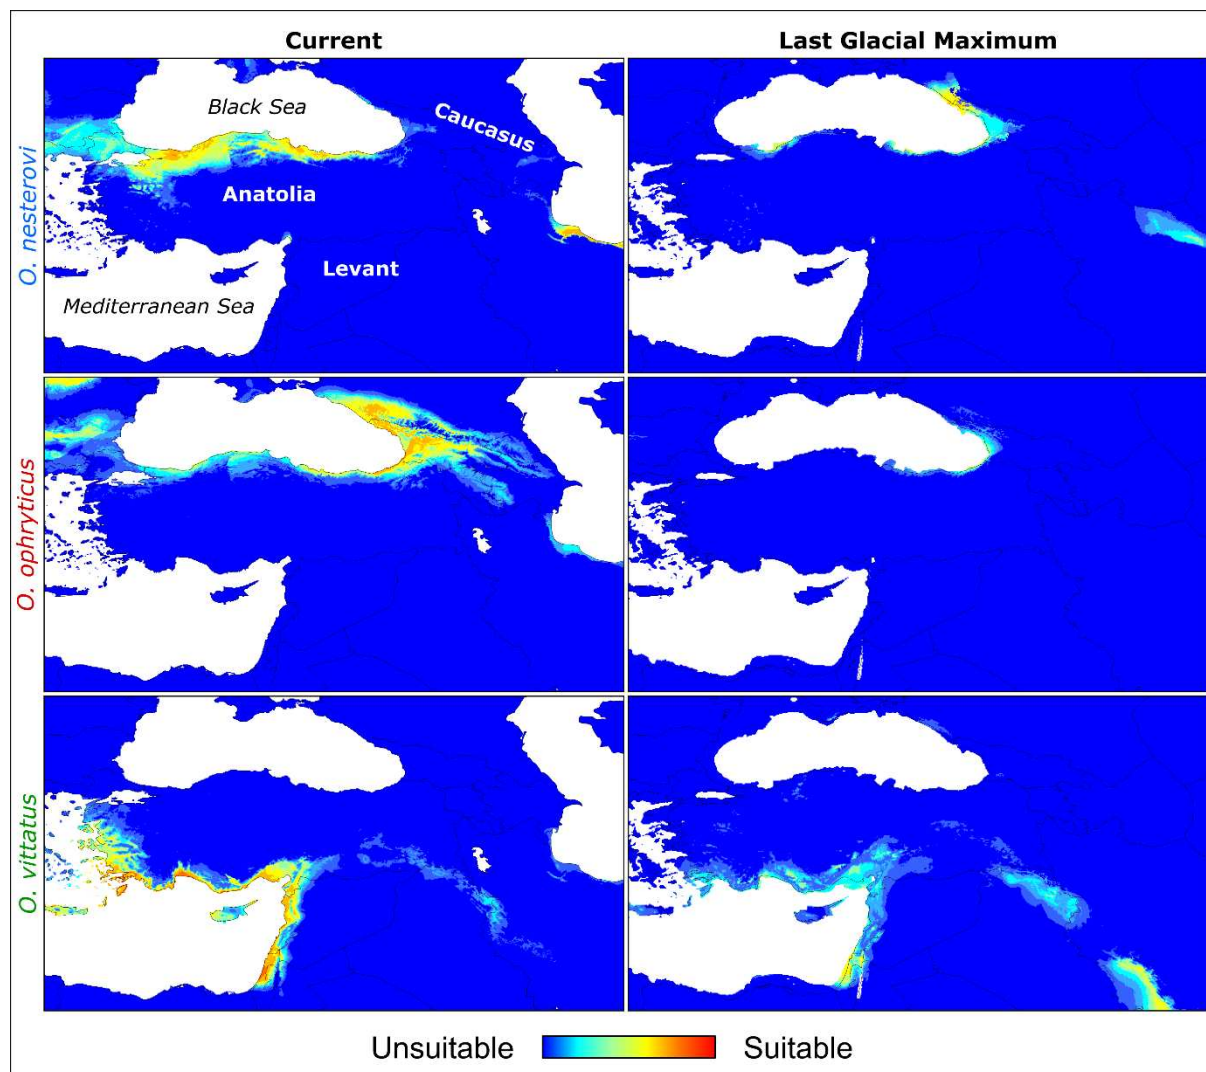 Current
Last Glacial Maximum
O. nesterovi
Black Sea
Caucasus
Anatolia
Levant
Mediterranean Sea
O. ophryticus
O. vittatus
Unsuitable
Suitable